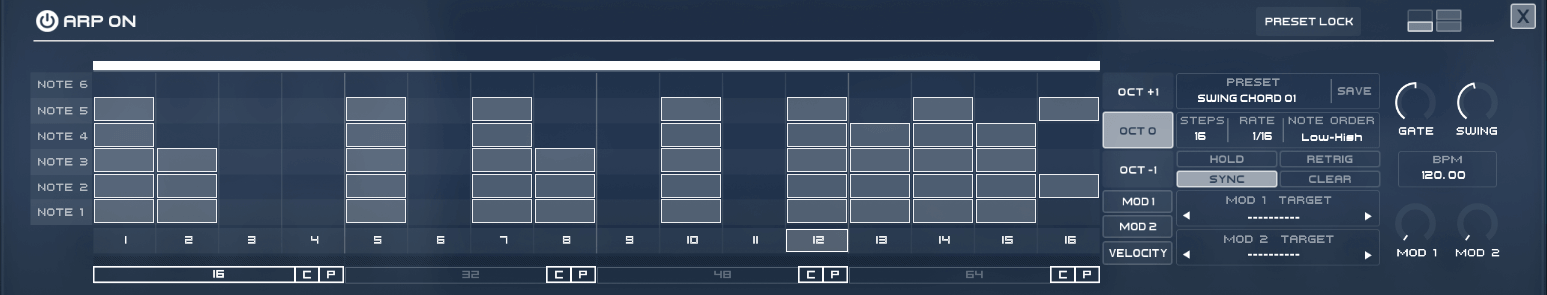 ARP ON
PRESET LOCK
X
NOTE 6
NOTE 5
NOTE 4
NOTE 3
NOTE 2
NOTE 1
1 2 3 4 5 6 7 8 9 10 11 12 13 14 15 16
16 C P 32 C P 48 C P 64 C P
OCT +1
OCT 0
OCT -1
MOD 1
MOD 2
VELOCITY
PRESET
SWING CHORD 01 SAVE
STEPS RATE NOTE ORDER
16 1/16 Low-High
HOLD RETRIG
SYNC CLEAR
MOD 1 TARGET
----------
MOD 2 TARGET
----------
GATE SWING
BPM
120.00
MOD 1 MOD 2